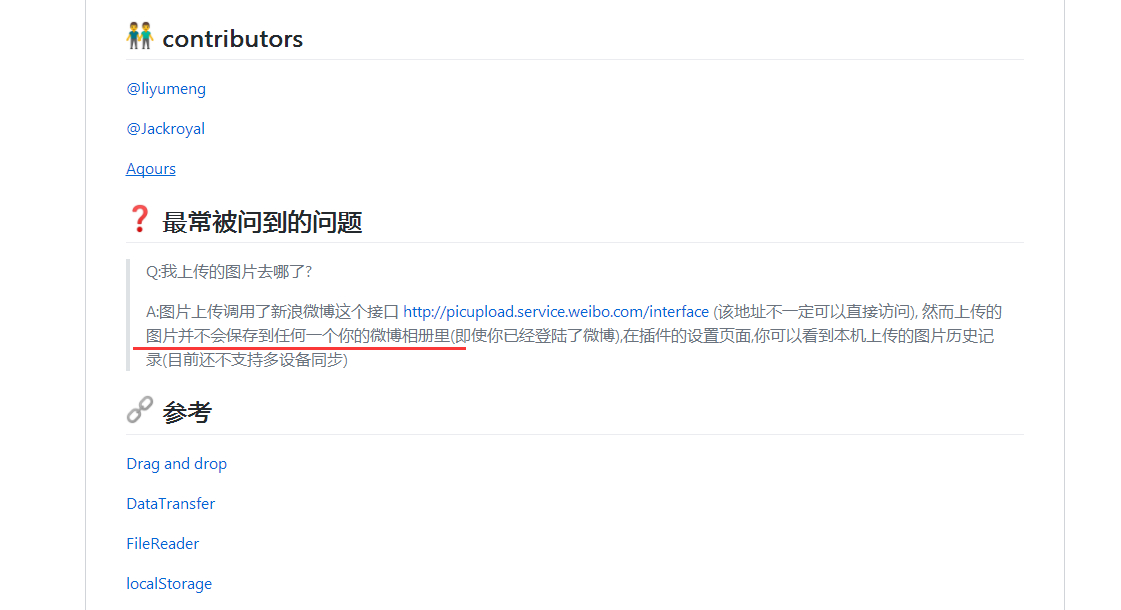 contributors
@liyumeng
@Jackroyal
Aqours
最常被问到的问题
Q:我上传的图片去哪了?
A:图片上传调用了新浪微博这个接口 http://picupload.service.weibo.com/interface (该地址不一定可以直接访问), 然而上传的
图片并不会保存到任何一个你的微博相册里(即使你已经登陆了微博),在插件的设置页面,你可以看到本机上传的图片历史记
录(目前还不支持多设备同步)
参考
Drag and drop
DataTransfer
FileReader
localStorage